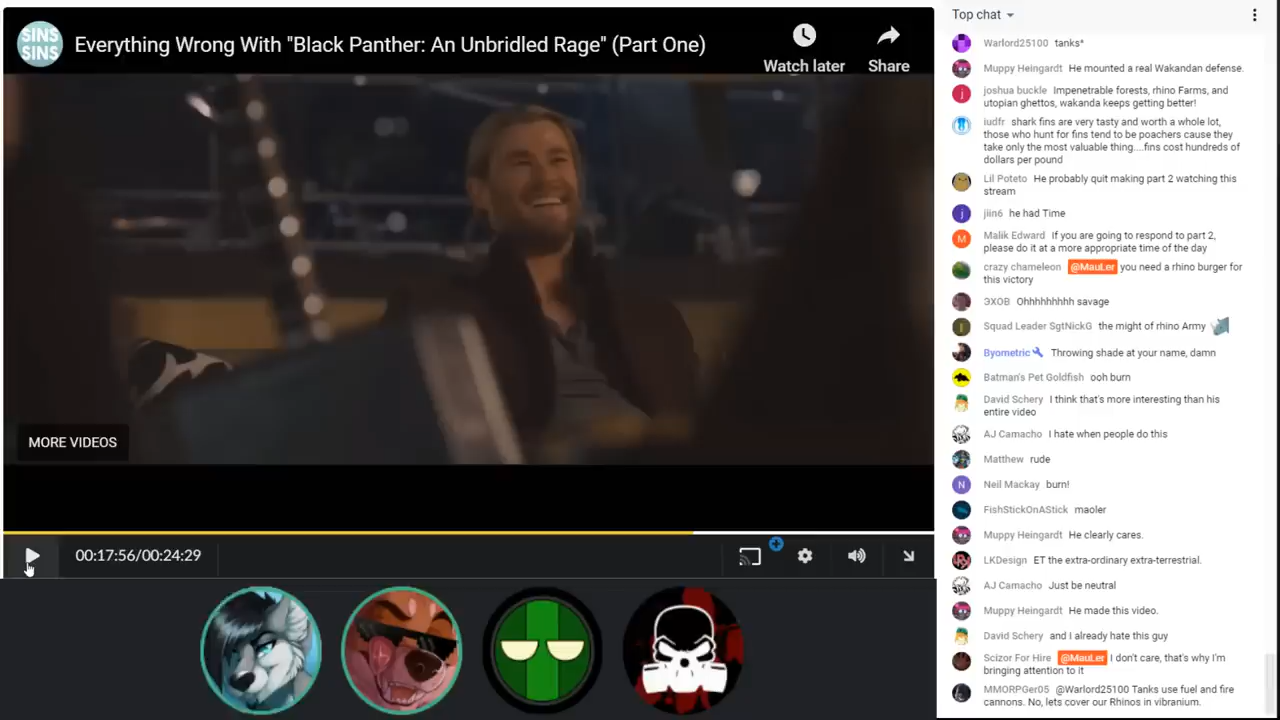 SINS
SINS
Everything Wrong With "Black Panther: An Unbridled Rage" (Part One)
Watch later
Share
MORE VIDEOS
00:17:56/00:24:29
Top chat
Warlord25100 tanks*
Muppy Heingardt He mounted a real Wakandan defense.
joshua buckle Impenetrable forests, rhino Farms, and
utopian ghettos, wakanda keeps getting better!
iudfr shark fins are very tasty and worth a whole lot,
those who hunt for fins tend to be poachers cause they
take only the most valuable thing....fins cost hundreds of
dollars per pound
Lil Poteto He probably quit making part 2 watching this
stream
jiin6 he had Time
Malik Edward If you are going to respond to part 2,
please do it at a more appropriate time of the day
crazy chameleon @MauLer you need a rhino burger for
this victory
ЭХОВ Ohhhhhhhhh savage
Squad Leader SgtNickG the might of rhino Army
Byometric Throwing shade at your name, damn
Batman's Pet Goldfish ooh burn
David Schery I think that's more interesting than his
entire video
AJ Camacho I hate when people do this
Matthew rude
Neil Mackay burn!
FishStickOnAStick maoler
Muppy Heingardt He clearly cares.
LKDesign ET the extra-ordinary extra-terrestrial.
AJ Camacho Just be neutral
Muppy Heingardt He made this video.
David Schery and I already hate this guy
Scizor For Hire @MauLer I don't care, that's why I'm
bringing attention to it
MMORPGer05 @Warlord25100 Tanks use fuel and fire
cannons. No, lets cover our Rhinos in vibranium.